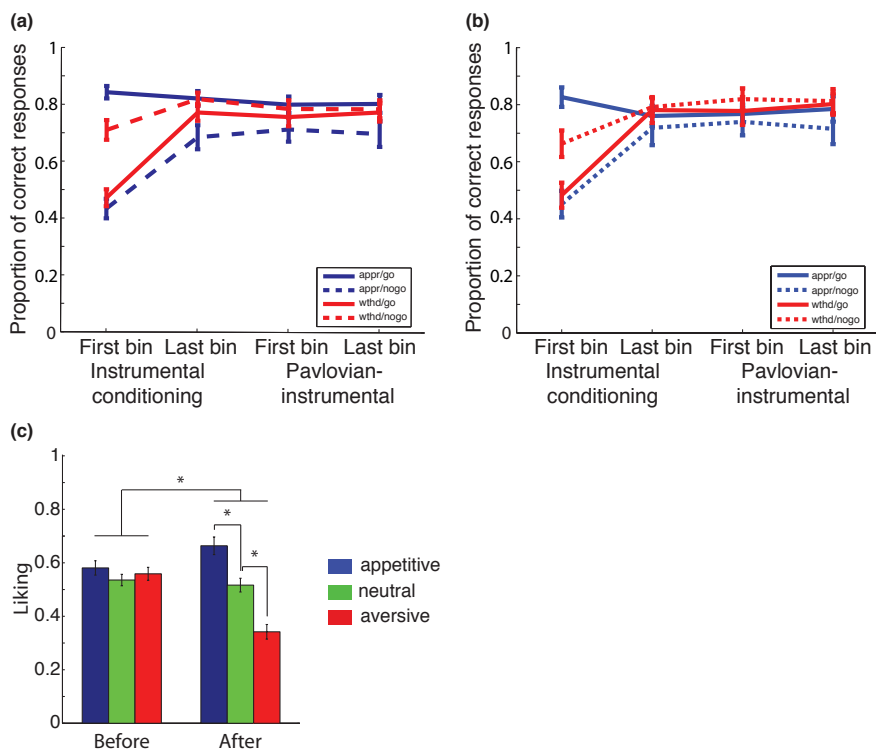 (a)
Proportion of correct responses
1
0.8
0.6
0.4
0.2
0
appr/go
appr/nogo
wthd/go
wthd/nogo
First bin Last bin First bin Last bin
Instrumental conditioning
Pavlovian-instrumental
(b)
Proportion of correct responses
1
0.8
0.6
0.4
0.2
0
appr/go
appr/nogo
wthd/go
wthd/nogo
First bin Last bin First bin Last bin
Instrumental conditioning
Pavlovian-instrumental
(c)
Liking
1
0.8
0.6
0.4
0.2
0
*
*
*
Before After
appetitive
neutral
aversive